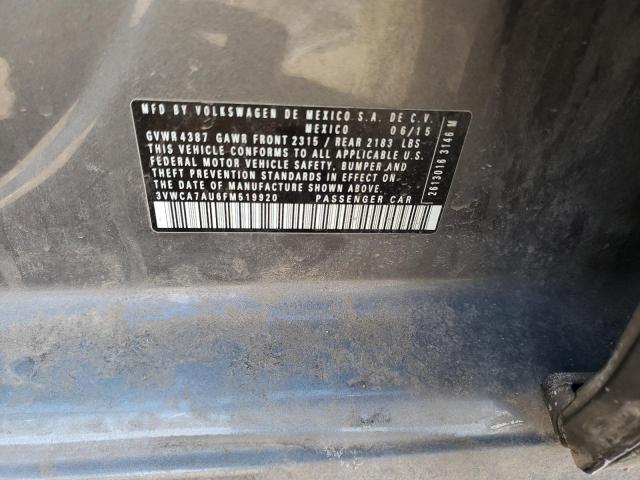 MFD BY VOLKSWAGEN DE MEXICO S.A. DE C.V.
MEXICO 06/15
GVWR 4387 GAWR FRONT 2315 / REAR 2183 LBS
THIS VEHICLE CONFORMS TO ALL APPLICABLE U.S.
FEDERAL MOTOR VEHICLE SAFETY, BUMPER AND
THEFT PREVENTION STANDARDS IN EFFECT ON
THE DATE OF MANUFACTURE SHOWN ABOVE.
3VWCA7AU6FM519920 PASSENGER CAR
2613016 3146 M